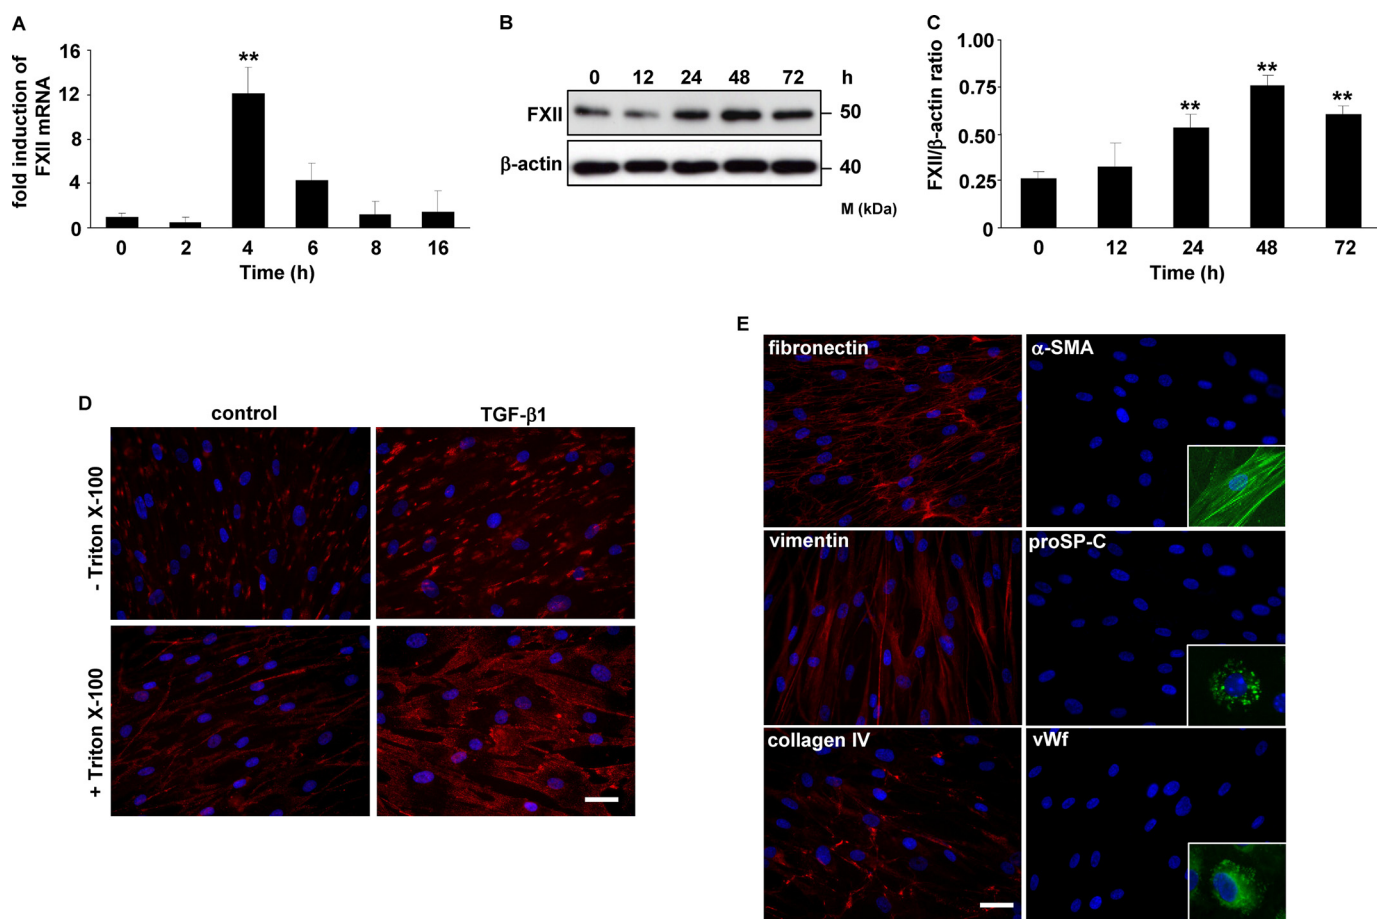 A
fold induction of
FXII mRNA
16
12
8
4
0
**
0 2 4 6 8 16
Time (h)
B
0 12 24 48 72 h
FXII
50
β-actin
40
M (kDa)
C
FXII/β-actin ratio
1.00
0.75
0.50
0.25
0
**
**
**
0 12 24 48 72
Time (h)
D
control TGF-β1
- Triton X-100
+ Triton X-100
E
fibronectin α-SMA
vimentin proSP-C
collagen IV vWf